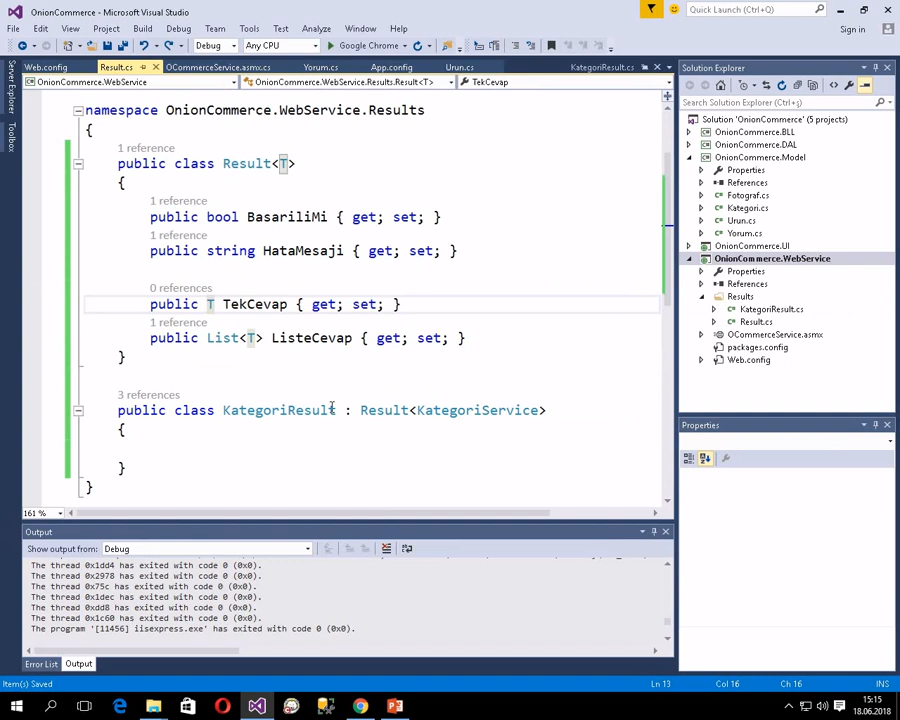 OnionCommerce - Microsoft Visual Studio
Quick Launch (Ctrl+Q)
File Edit View Project Build Debug Team Tools Test Analyze Window Help
Sign in
Debug Any CPU Google Chrome
Server Explorer
Toolbox
Web.config Result.cs OCommerceService.asmx.cs Yorum.cs App.config Urun.cs KategoriResult.cs
OnionCommerce.WebService OnionCommerce.WebService.Results.Result<T> TekCevap
namespace OnionCommerce.WebService.Results
{
1 reference
public class Result<T>
{
1 reference
public bool BasariliMi { get; set; }
1 reference
public string HataMesaji { get; set; }
0 references
public T TekCevap { get; set; }
1 reference
public List<T> ListeCevap { get; set; }
}
3 references
public class KategoriResult : Result<KategoriService>
{
}
}
161 %
Solution Explorer
Search Solution Explorer (Ctrl+ş)
Solution 'OnionCommerce' (5 projects)
OnionCommerce.BLL
OnionCommerce.DAL
OnionCommerce.Model
Properties
References
Fotograf.cs
Kategori.cs
Urun.cs
Yorum.cs
OnionCommerce.UI
OnionCommerce.WebService
Properties
References
Results
KategoriResult.cs
Result.cs
OCommerceService.asmx
packages.config
Web.config
Properties
Output
Show output from: Debug
The thread 0x1dd4 has exited with code 0 (0x0).
The thread 0x2978 has exited with code 0 (0x0).
The thread 0x75c has exited with code 0 (0x0).
The thread 0x1dec has exited with code 0 (0x0).
The thread 0xdd8 has exited with code 0 (0x0).
The thread 0x1c60 has exited with code 0 (0x0).
The program '[11456] iisexpress.exe' has exited with code 0 (0x0).
Error List Output
Item(s) Saved Ln 13 Col 16 Ch 16 INS
15:15
18.06.2018